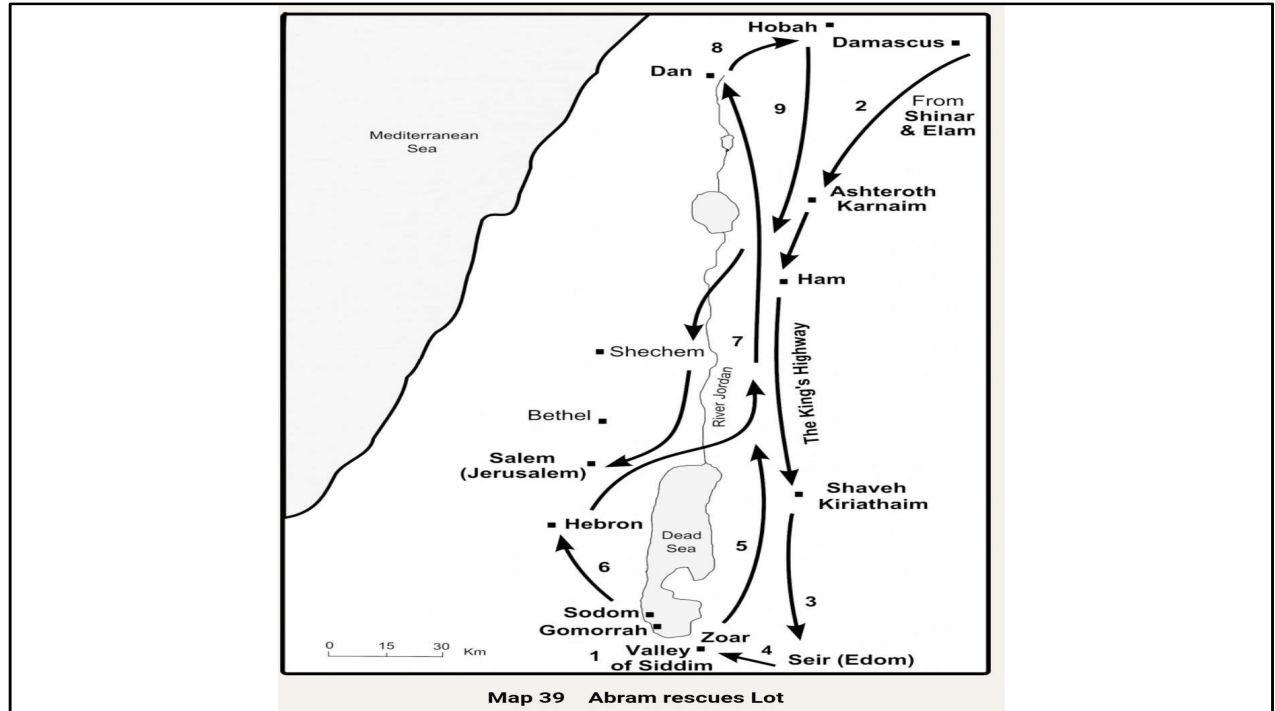 Hobah
Damascus
8
Dan
9
2
From
Shinar
& Elam
Mediterranean
Sea
Ashteroth
Karnaim
Ham
The King's Highway
7
Shechem
River Jordan
Bethel
Salem
(Jerusalem)
Shaveh
Kiriathaim
Hebron
Dead
Sea
5
6
3
Sodom
Gomorrah
Zoar
0 15 30 Km
1
Valley
of Siddim
4
Seir (Edom)
Map 39 Abram rescues Lot